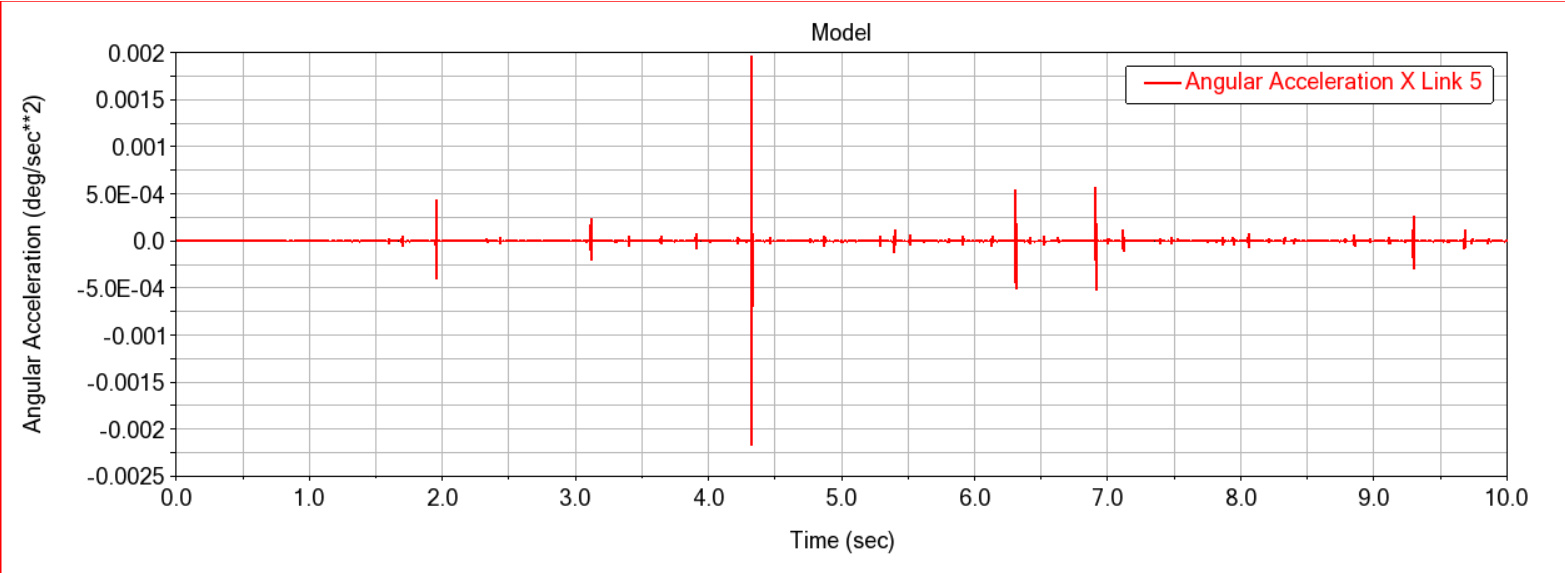 Model
Angular Acceleration X Link 5
Angular Acceleration (deg/sec**2)
0.002
0.0015
0.001
5.0E-04
0.0
-5.0E-04
-0.001
-0.0015
-0.002
-0.0025
0.0 1.0 2.0 3.0 4.0 5.0 6.0 7.0 8.0 9.0 10.0
Time (sec)